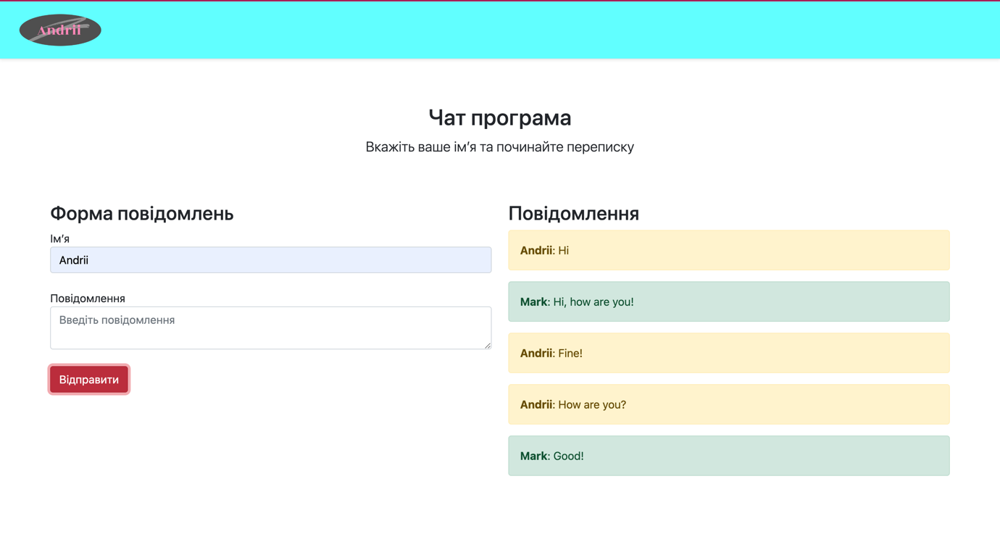 Andrii
Чат програма
Вкажіть ваше ім’я та починайте переписку
Форма повідомлень
Ім’я
Andrii
Повідомлення
Введіть повідомлення
Відправити
Повідомлення
Andrii: Hi
Mark: Hi, how are you!
Andrii: Fine!
Andrii: How are you?
Mark: Good!